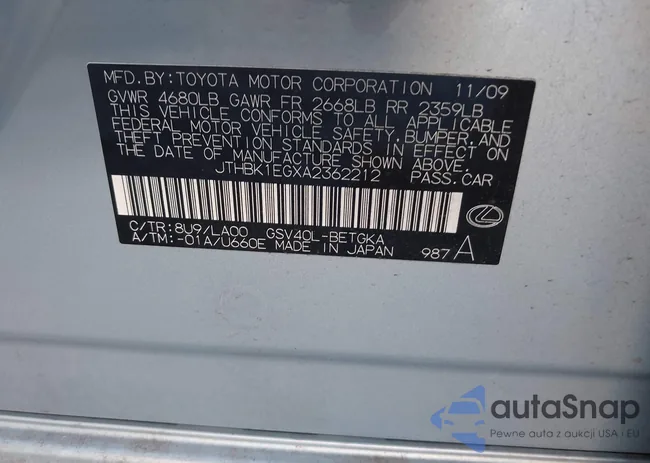 MFD. BY: TOYOTA MOTOR CORPORATION 11/09
GVWR 4680LB GAWR FR 2668LB RR 2359LB
THIS VEHICLE CONFORMS TO ALL APPLICABLE
FEDERAL MOTOR VEHICLE SAFETY, BUMPER, AND
THEFT PREVENTION STANDARDS IN EFFECT ON
THE DATE OF MANUFACTURE SHOWN ABOVE.
JTHBK1EGXA2362212 PASS. CAR
C/TR: 8U9/LA00 GSV40L-BETGKA
A/TM: -01A/U660E MADE IN JAPAN 987 A
autoSnap
Pewne auta z aukcji USA i EU